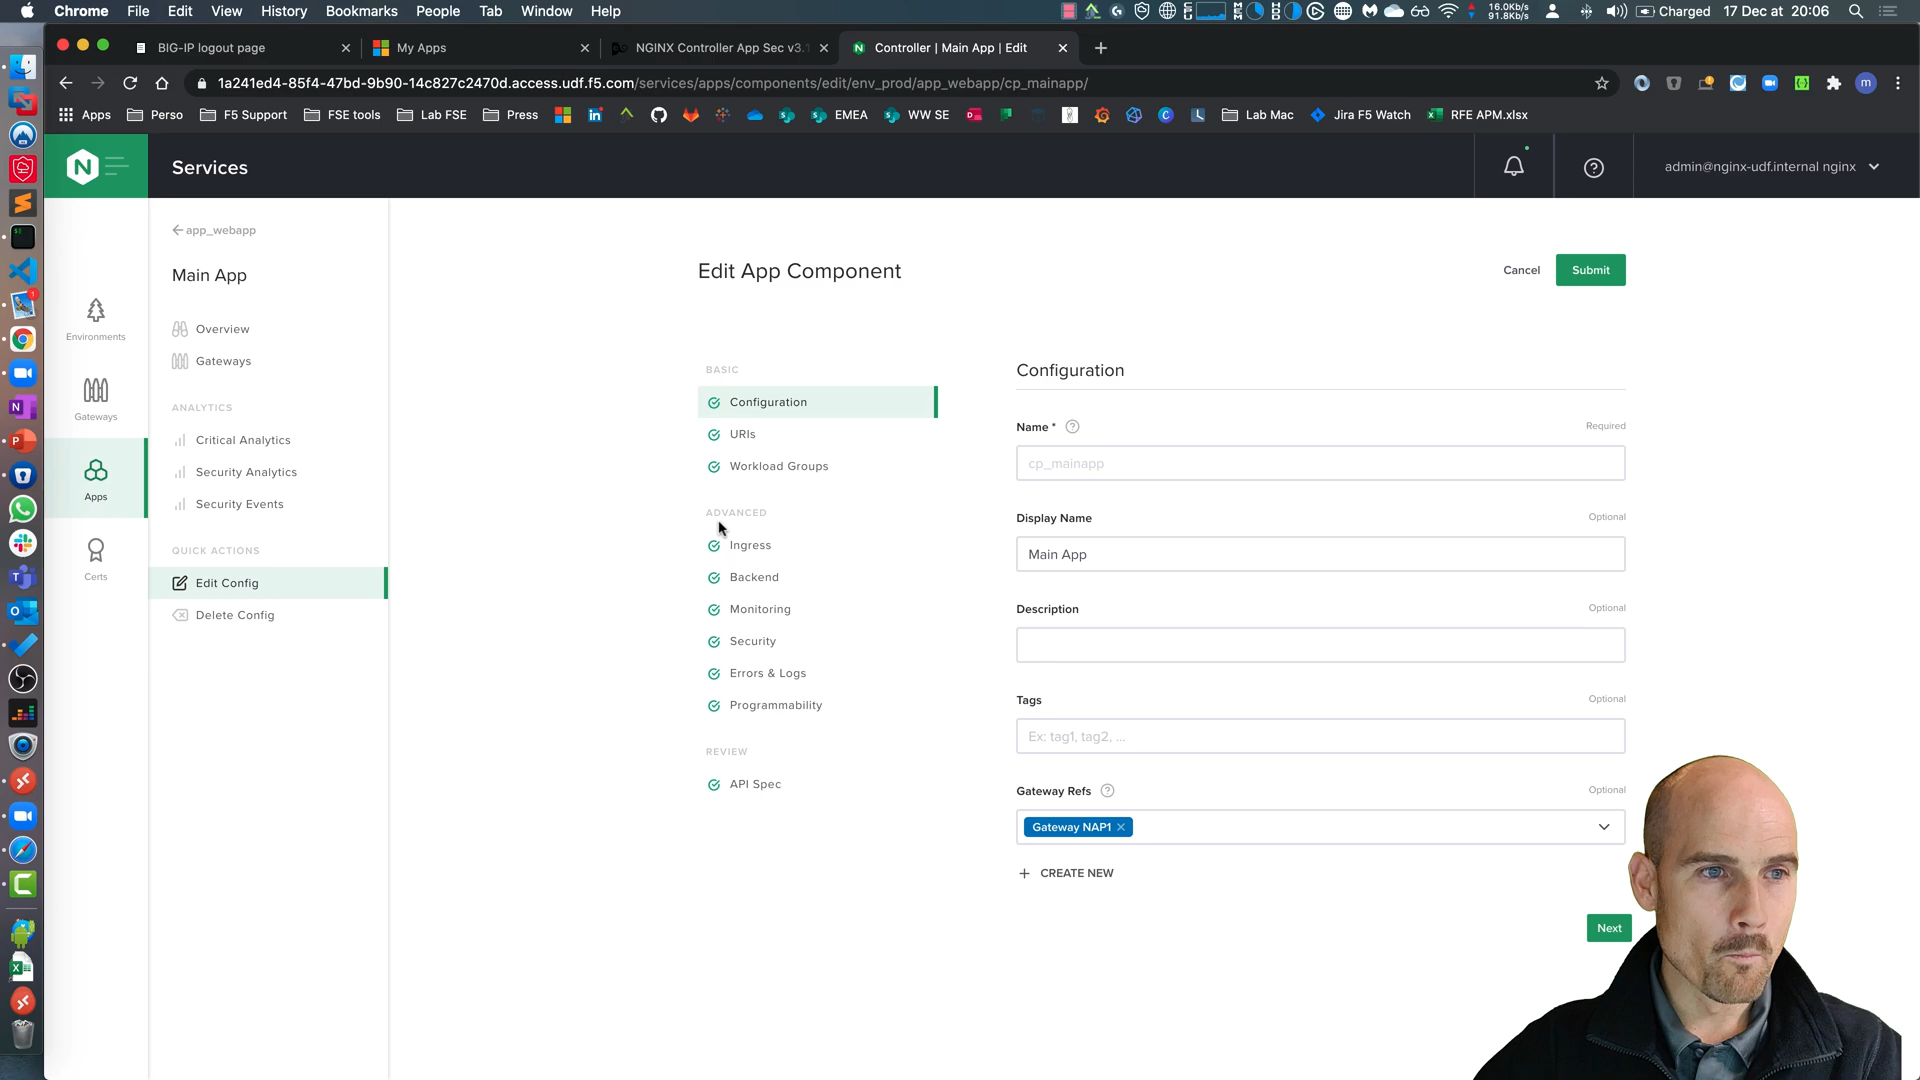 Chrome File Edit View History Bookmarks People Tab Window Help
16.0Kb/s
91.8Kb/s
Charged 17 Dec at 20:06
BIG-IP logout page
My Apps
NGINX Controller App Sec v3.1
Controller | Main App | Edit
1a241ed4-85f4-47bd-9b90-14c827c2470d.access.udf.f5.com/services/apps/components/edit/env_prod/app_webapp/cp_mainapp/
Apps Perso F5 Support FSE tools Lab FSE Press EMEA WW SE Lab Mac Jira F5 Watch RFE APM.xlsx
Services
admin@nginx-udf.internal nginx
Environments
Gateways
Apps
Certs
app_webapp
Main App
Overview
Gateways
ANALYTICS
Critical Analytics
Security Analytics
Security Events
QUICK ACTIONS
Edit Config
Delete Config
Edit App Component
Cancel
Submit
BASIC
Configuration
URIs
Workload Groups
ADVANCED
Ingress
Backend
Monitoring
Security
Errors & Logs
Programmability
REVIEW
API Spec
Configuration
Name *
Required
cp_mainapp
Display Name
Optional
Main App
Description
Optional
Tags
Optional
Ex: tag1, tag2, ...
Gateway Refs
Optional
Gateway NAP1
CREATE NEW
Next